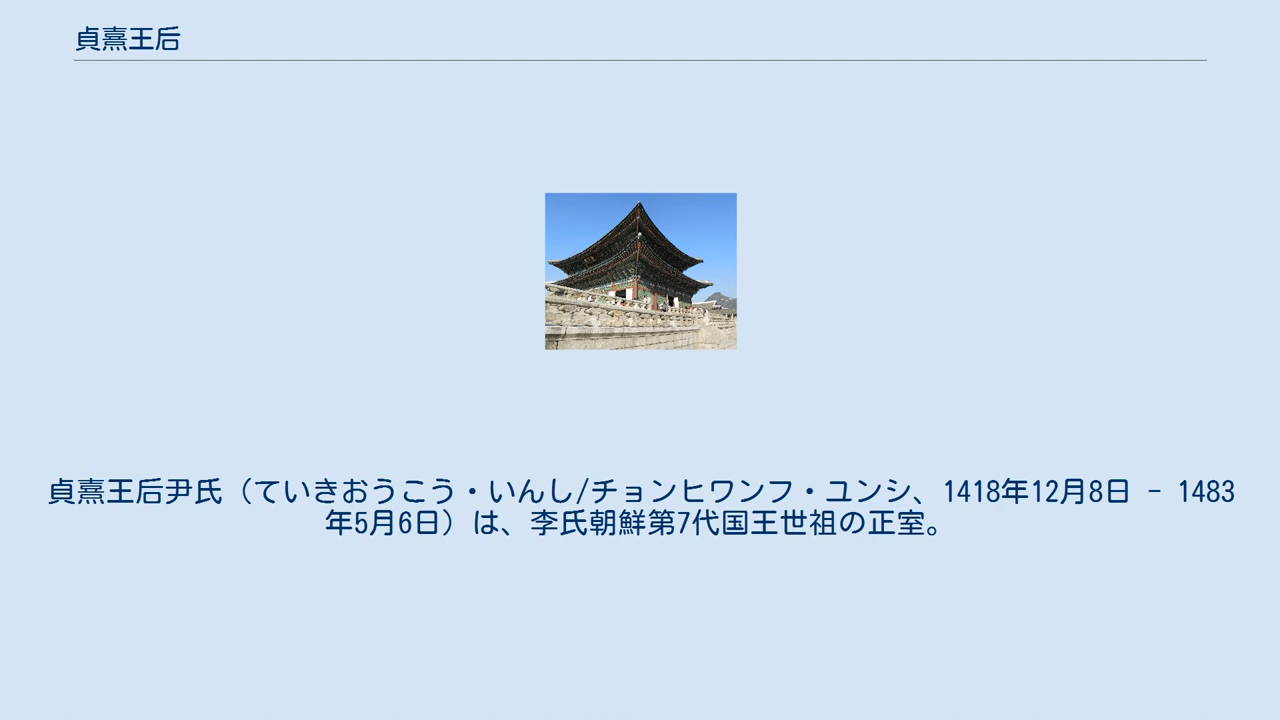 貞熹王后
貞熹王后尹氏（ていきおうこう・いんし/チョンヒワンフ・ユンシ、1418年12月8日 - 1483
年5月6日）は、李氏朝鮮第7代国王世祖の正室。